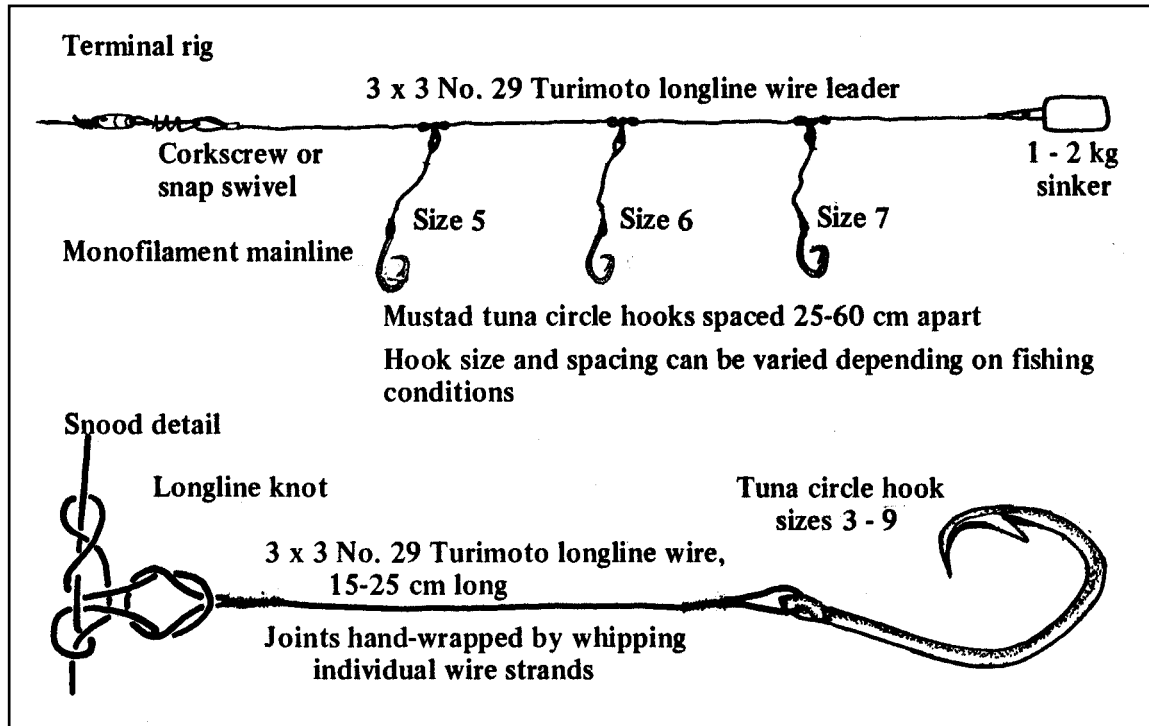 Terminal rig
3 x 3 No. 29 Turimoto longline wire leader
Corkscrew or
snap swivel
1 - 2 kg
sinker
Size 5
Size 6
Size 7
Monofilament mainline
Mustad tuna circle hooks spaced 25-60 cm apart
Hook size and spacing can be varied depending on fishing
conditions
Snood detail
Longline knot
Tuna circle hook
sizes 3 - 9
3 x 3 No. 29 Turimoto longline wire,
15-25 cm long
Joints hand-wrapped by whipping
individual wire strands